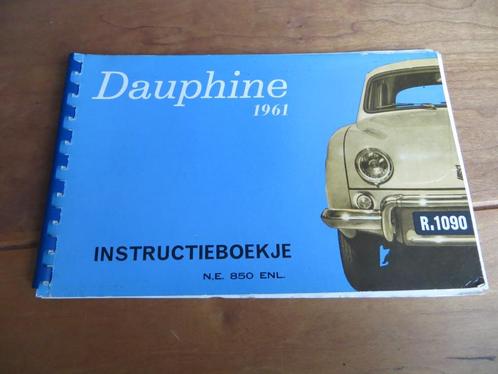 Dauphine
1961
R.1090
INSTRUCTIEBOEKJE
N.E. 850 ENL.